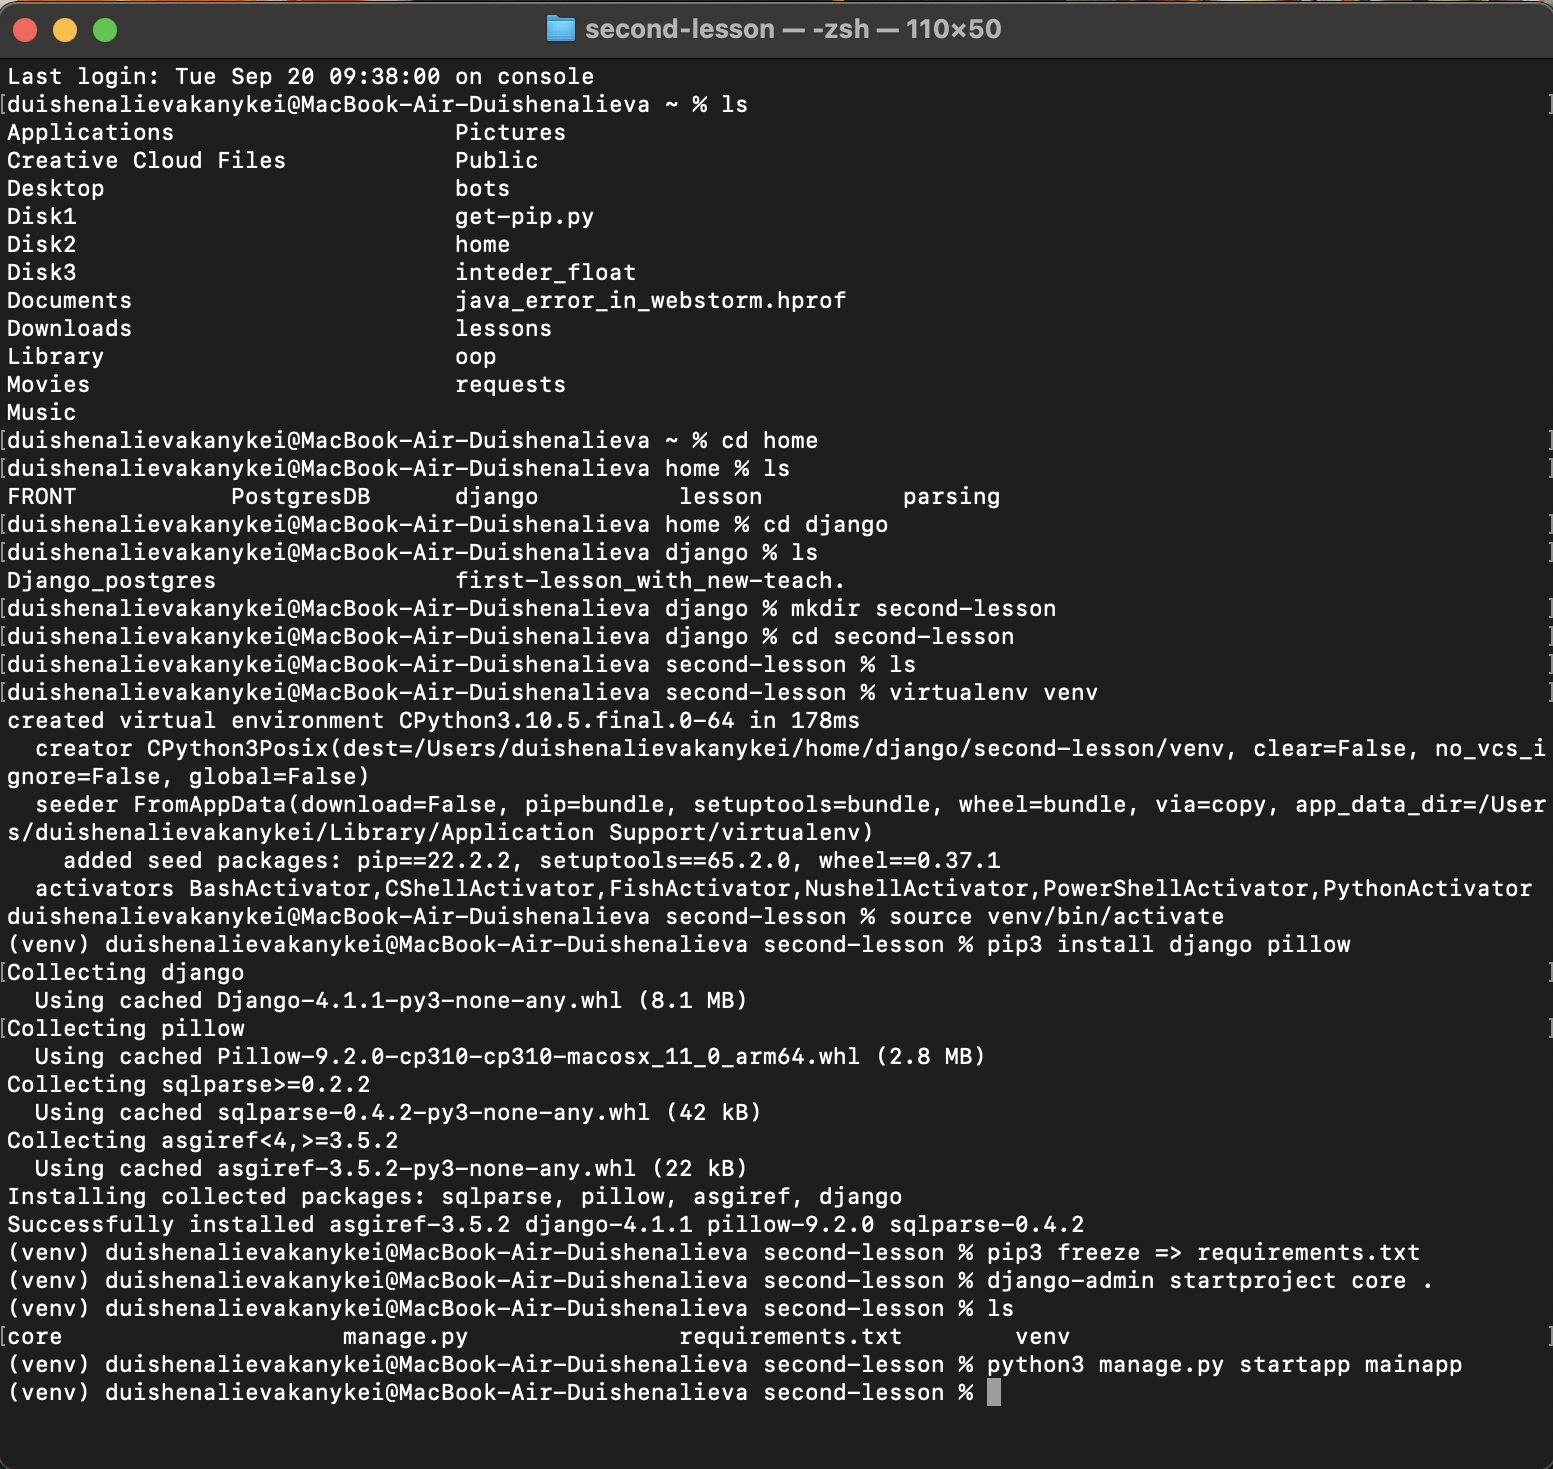 second-lesson — -zsh — 110×50
Last login: Tue Sep 20 09:38:00 on console
[duishenalievakanykei@MacBook-Air-Duishenalieva ~ % ls ]
Applications Pictures
Creative Cloud Files Public
Desktop bots
Disk1 get-pip.py
Disk2 home
Disk3 inteder_float
Documents java_error_in_webstorm.hprof
Downloads lessons
Library oop
Movies requests
Music
[duishenalievakanykei@MacBook-Air-Duishenalieva ~ % cd home ]
[duishenalievakanykei@MacBook-Air-Duishenalieva home % ls ]
FRONT PostgresDB django lesson parsing
[duishenalievakanykei@MacBook-Air-Duishenalieva home % cd django ]
[duishenalievakanykei@MacBook-Air-Duishenalieva django % ls ]
Django_postgres first-lesson_with_new-teach.
[duishenalievakanykei@MacBook-Air-Duishenalieva django % mkdir second-lesson ]
[duishenalievakanykei@MacBook-Air-Duishenalieva django % cd second-lesson ]
[duishenalievakanykei@MacBook-Air-Duishenalieva second-lesson % ls ]
[duishenalievakanykei@MacBook-Air-Duishenalieva second-lesson % virtualenv venv ]
created virtual environment CPython3.10.5.final.0-64 in 178ms
  creator CPython3Posix(dest=/Users/duishenalievakanykei/home/django/second-lesson/venv, clear=False, no_vcs_i
gnore=False, global=False)
  seeder FromAppData(download=False, pip=bundle, setuptools=bundle, wheel=bundle, via=copy, app_data_dir=/User
s/duishenalievakanykei/Library/Application Support/virtualenv)
    added seed packages: pip==22.2.2, setuptools==65.2.0, wheel==0.37.1
  activators BashActivator,CShellActivator,FishActivator,NushellActivator,PowerShellActivator,PythonActivator
duishenalievakanykei@MacBook-Air-Duishenalieva second-lesson % source venv/bin/activate
(venv) duishenalievakanykei@MacBook-Air-Duishenalieva second-lesson % pip3 install django pillow
[Collecting django ]
  Using cached Django-4.1.1-py3-none-any.whl (8.1 MB)
[Collecting pillow ]
  Using cached Pillow-9.2.0-cp310-cp310-macosx_11_0_arm64.whl (2.8 MB)
Collecting sqlparse>=0.2.2
  Using cached sqlparse-0.4.2-py3-none-any.whl (42 kB)
Collecting asgiref<4,>=3.5.2
  Using cached asgiref-3.5.2-py3-none-any.whl (22 kB)
Installing collected packages: sqlparse, pillow, asgiref, django
Successfully installed asgiref-3.5.2 django-4.1.1 pillow-9.2.0 sqlparse-0.4.2
(venv) duishenalievakanykei@MacBook-Air-Duishenalieva second-lesson % pip3 freeze => requirements.txt
(venv) duishenalievakanykei@MacBook-Air-Duishenalieva second-lesson % django-admin startproject core .
(venv) duishenalievakanykei@MacBook-Air-Duishenalieva second-lesson % ls
[core manage.py requirements.txt venv ]
(venv) duishenalievakanykei@MacBook-Air-Duishenalieva second-lesson % python3 manage.py startapp mainapp
(venv) duishenalievakanykei@MacBook-Air-Duishenalieva second-lesson %